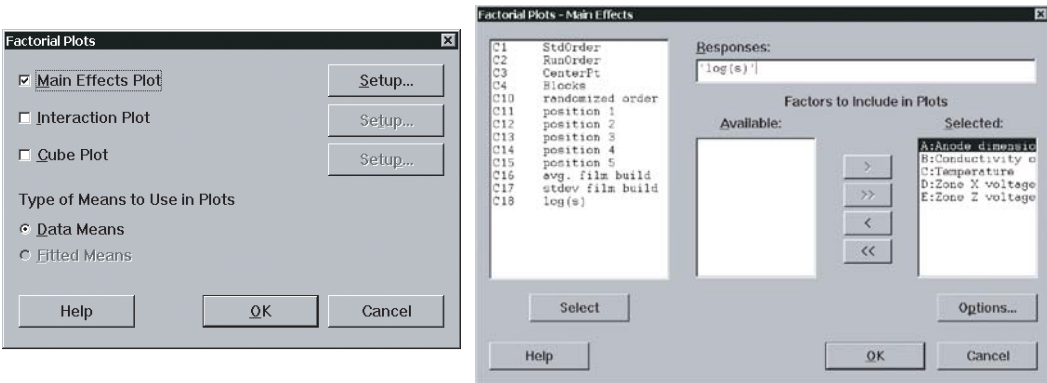 Factorial Plots
Main Effects Plot
Setup...
Interaction Plot
Setup...
Cube Plot
Setup...
Type of Means to Use in Plots
Data Means
Fitted Means
Help
OK
Cancel
Factorial Plots - Main Effects
C1 StdOrder
C2 RunOrder
C3 CenterPt
C4 Blocks
C10 randomized order
C11 position 1
C12 position 2
C13 position 3
C14 position 4
C15 position 5
C16 avg. film build
C17 stdev film build
C18 log(s)
Responses:
'log(s)'
Factors to Include in Plots
Available:
Selected:
A:Anode dimensio
B:Conductivity o
C:Temperature
D:Zone X voltage
E:Zone Z voltage
>
>>
<
<<
Select
Options...
Help
OK
Cancel